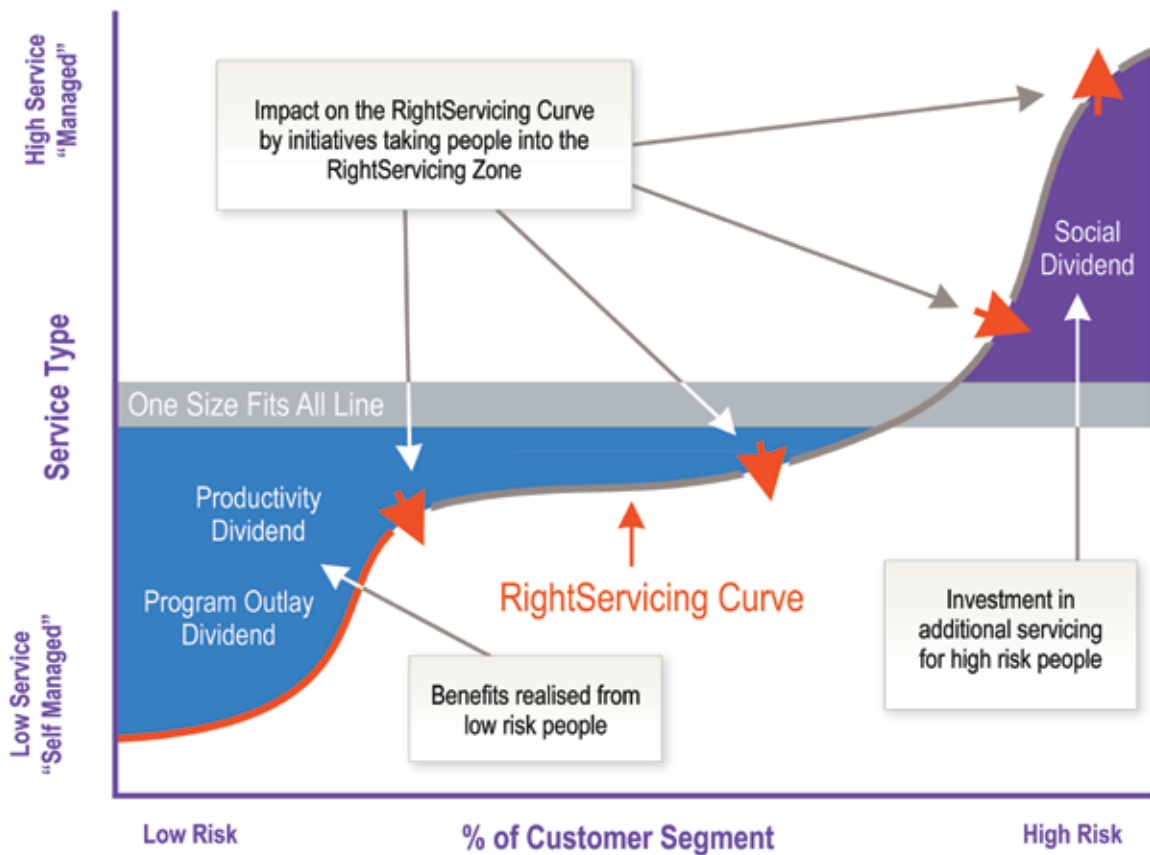 High Service
“Managed”
Impact on the RightServicing Curve
by initiatives taking people into the
RightServicing Zone
Social
Dividend
Service Type
One Size Fits All Line
Productivity
Dividend
Program Outlay
Dividend
RightServicing Curve
Investment in
additional servicing
for high risk people
Benefits realised from
low risk people
Low Service
“Self Managed”
Low Risk
% of Customer Segment
High Risk